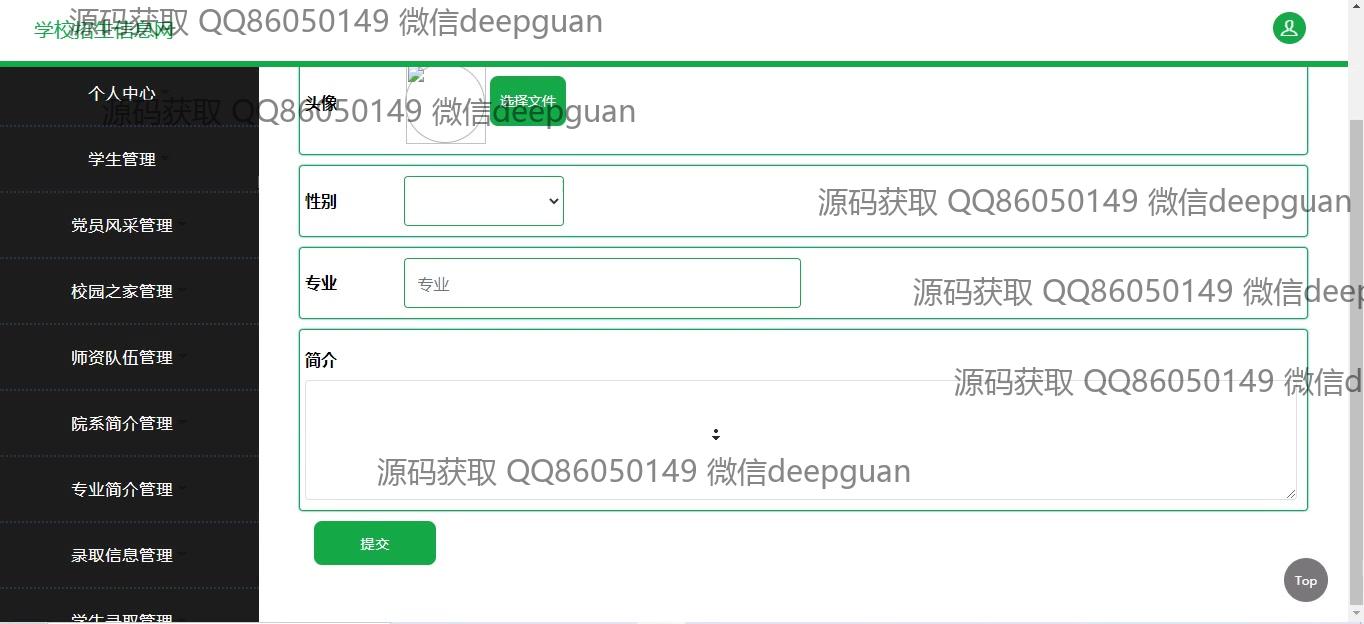 源码获取 QQ86050149 微信deepguan
学校招生信息网
个人中心
头像
选择文件
源码获取 QQ86050149 微信deepguan
学生管理
性别
源码获取 QQ86050149 微信deepguan
党员风采管理
专业
专业
源码获取 QQ86050149 微信deep
校园之家管理
师资队伍管理
简介
源码获取 QQ86050149 微信d
院系简介管理
源码获取 QQ86050149 微信deepguan
专业简介管理
提交
录取信息管理
Top
学生录取管理